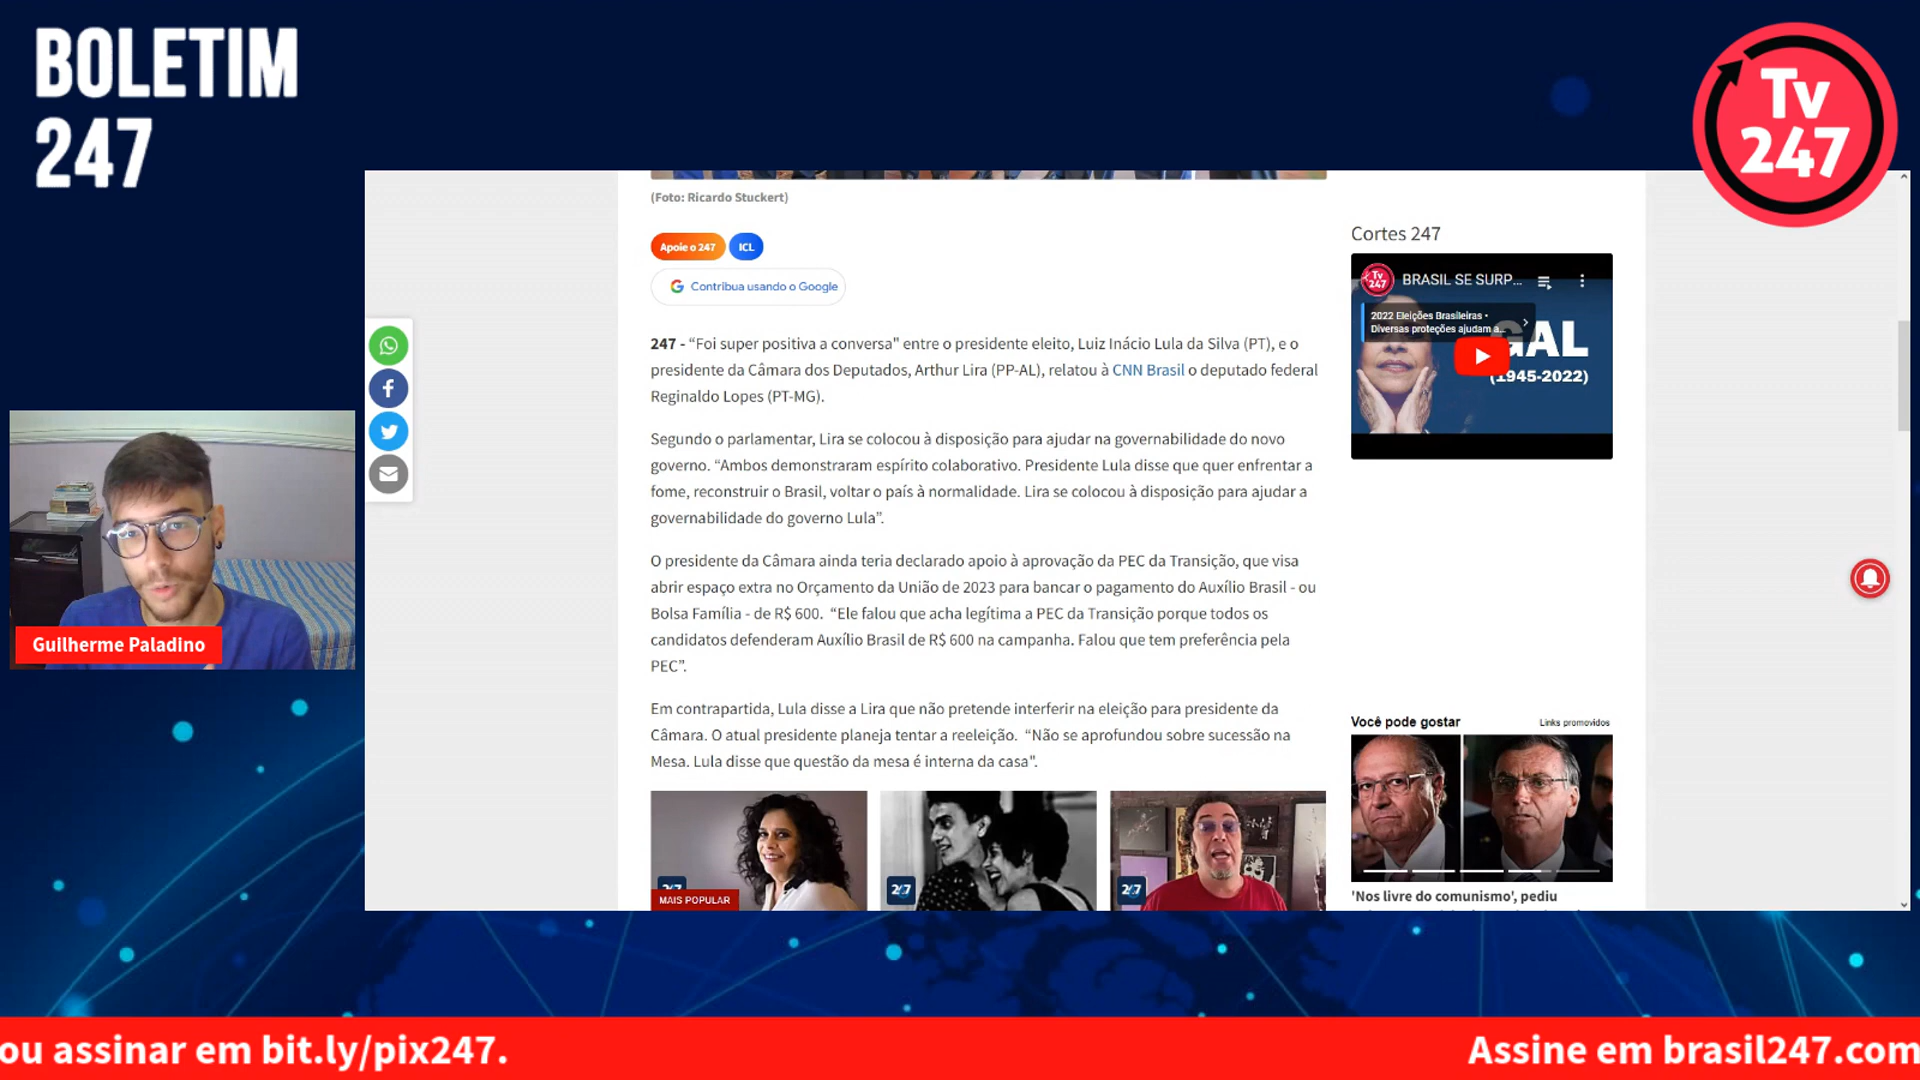 BOLETIM
247
Tv
247
(Foto: Ricardo Stuckert)
Apoie o 247
ICL
Contribua usando o Google
247 - “Foi super positiva a conversa" entre o presidente eleito, Luiz Inácio Lula da Silva (PT), e o
presidente da Câmara dos Deputados, Arthur Lira (PP-AL), relatou à CNN Brasil o deputado federal
Reginaldo Lopes (PT-MG).
Segundo o parlamentar, Lira se colocou à disposição para ajudar na governabilidade do novo
governo. “Ambos demonstraram espírito colaborativo. Presidente Lula disse que quer enfrentar a
fome, reconstruir o Brasil, voltar o país à normalidade. Lira se colocou à disposição para ajudar a
governabilidade do governo Lula”.
O presidente da Câmara ainda teria declarado apoio à aprovação da PEC da Transição, que visa
abrir espaço extra no Orçamento da União de 2023 para bancar o pagamento do Auxílio Brasil - ou
Bolsa Família - de R$ 600. “Ele falou que acha legítima a PEC da Transição porque todos os
candidatos defenderam Auxílio Brasil de R$ 600 na campanha. Falou que tem preferência pela
PEC”.
Em contrapartida, Lula disse a Lira que não pretende interferir na eleição para presidente da
Câmara. O atual presidente planeja tentar a reeleição. “Não se aprofundou sobre sucessão na
Mesa. Lula disse que questão da mesa é interna da casa".
MAIS POPULAR
247
247
Cortes 247
Tv
247
BRASIL SE SURP...
2022 Eleições Brasileiras •
Diversas proteções ajudam a...
GAL
(1945-2022)
Você pode gostar
Links promovidos
'Nos livre do comunismo', pediu
Guilherme Paladino
ou assinar em bit.ly/pix247.
Assine em brasil247.com